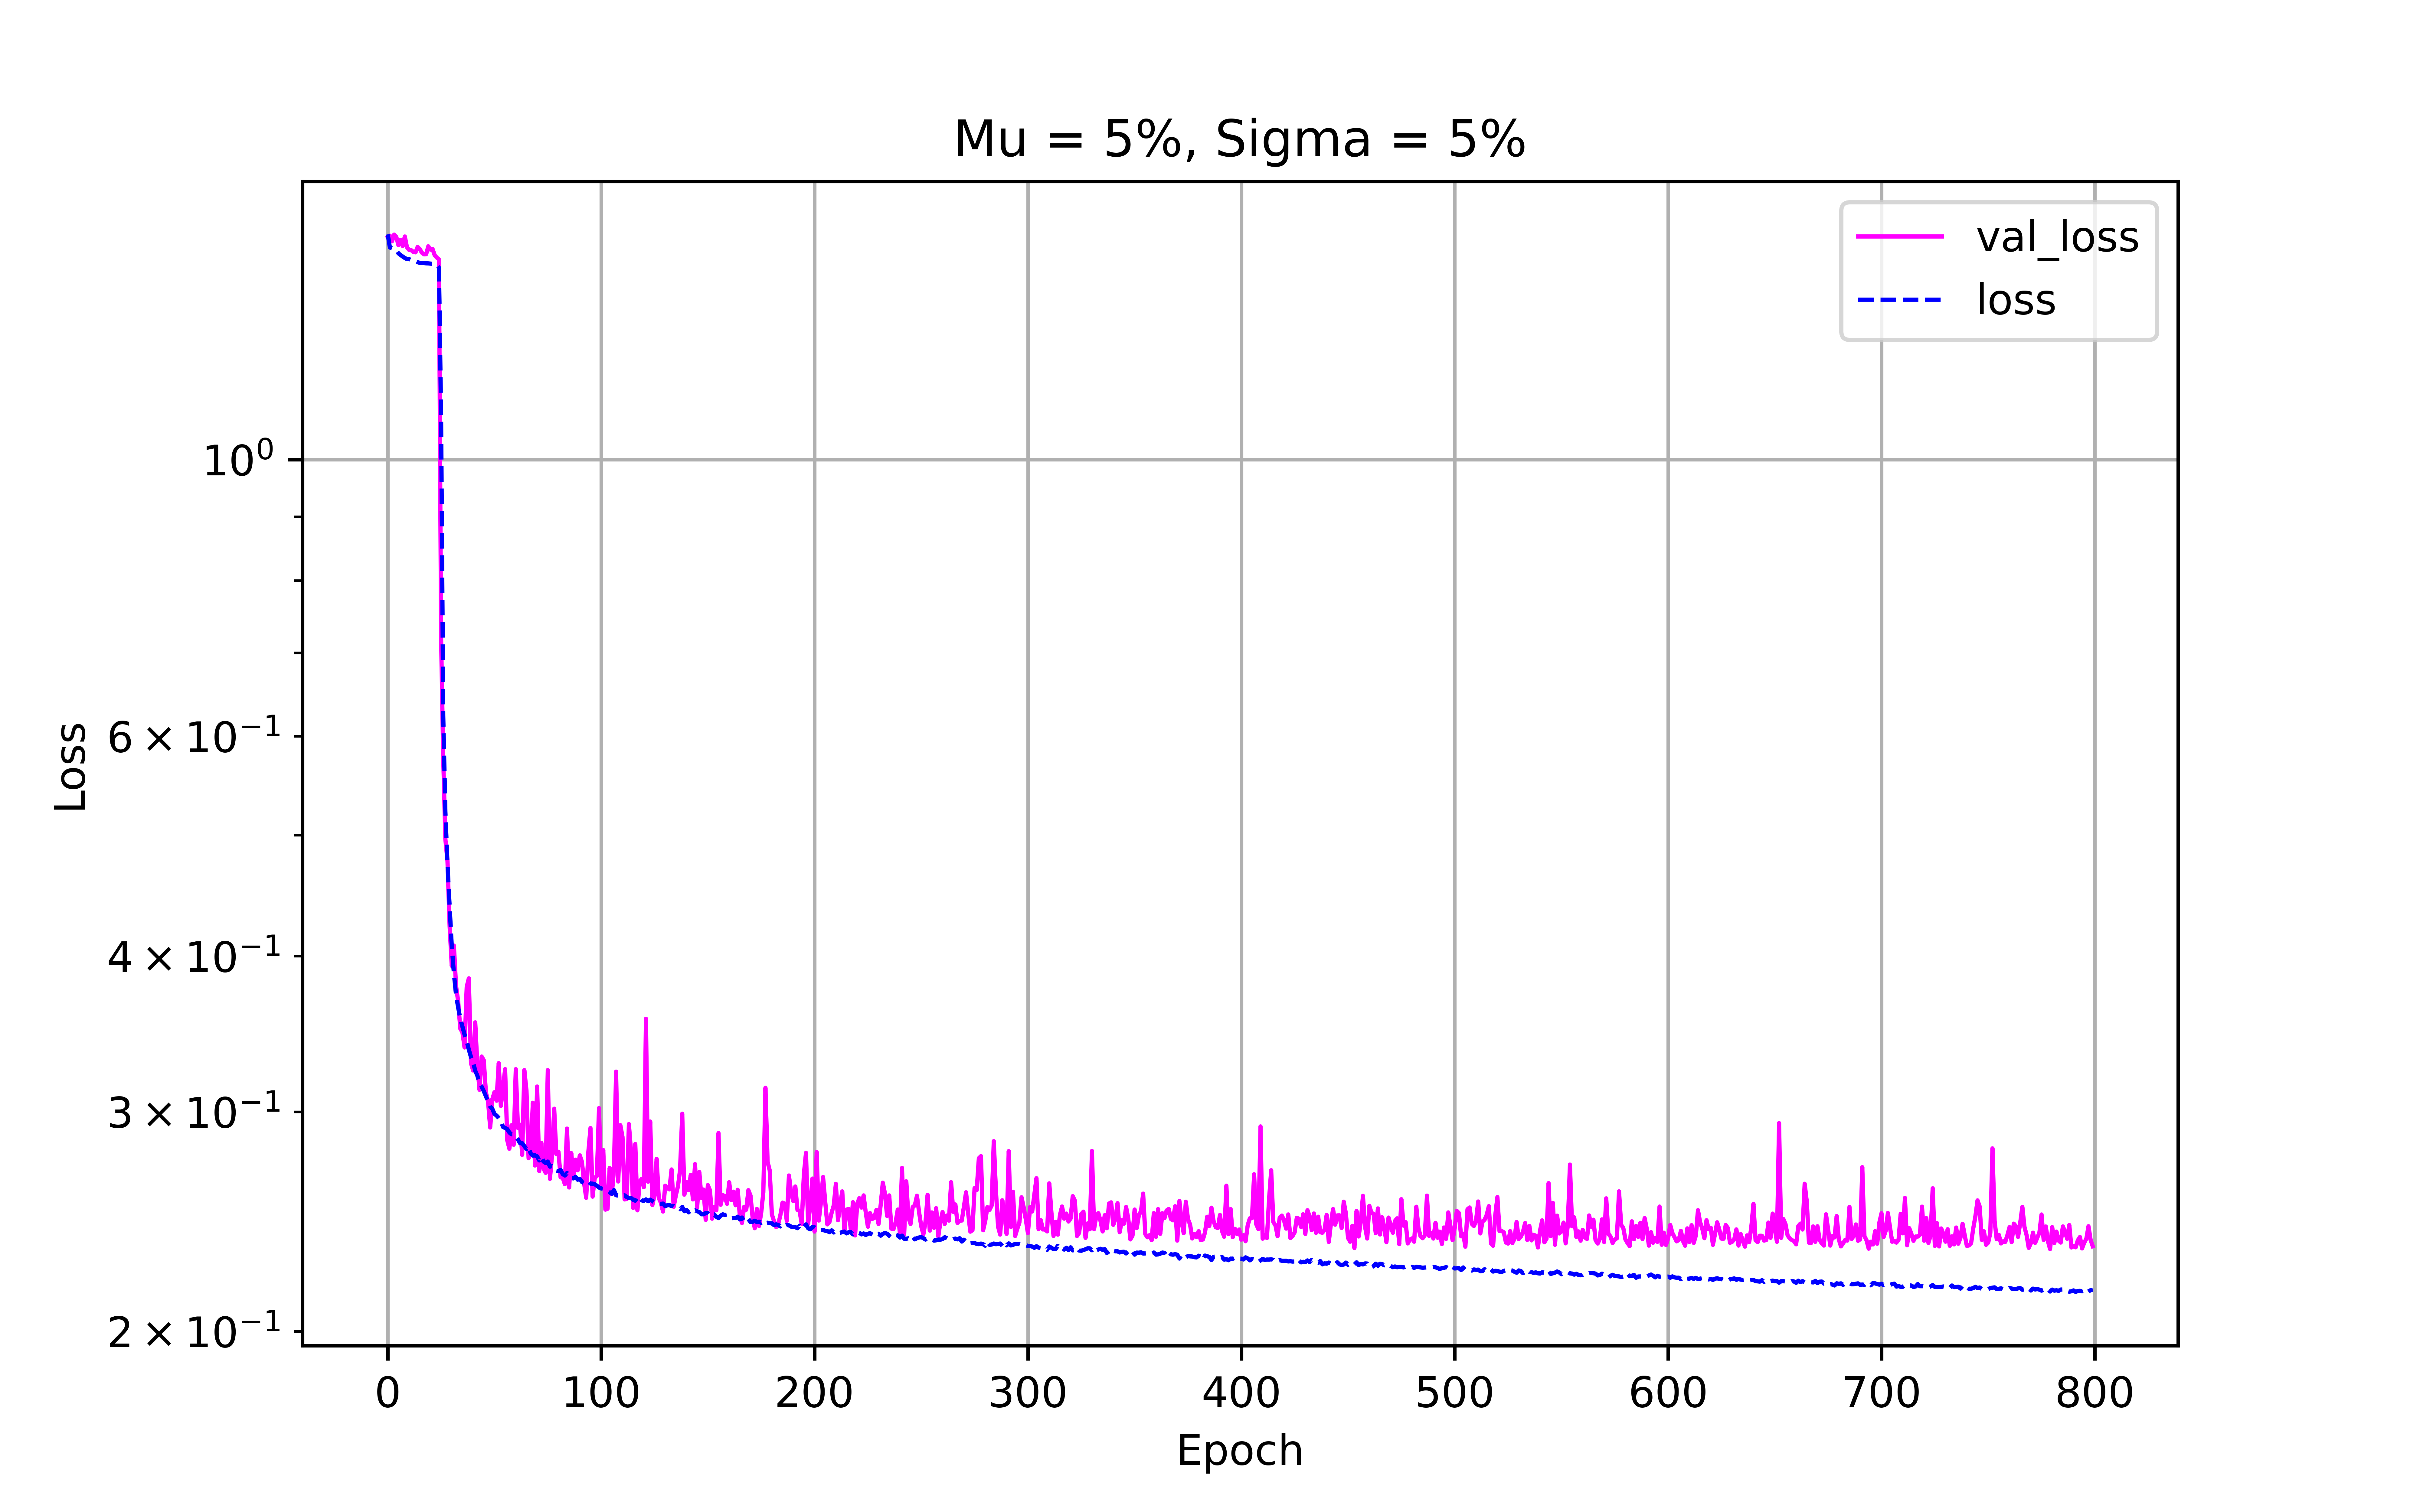 Mu = 5%, Sigma = 5%
val_loss
loss
10⁰
6 × 10⁻¹
4 × 10⁻¹
3 × 10⁻¹
2 × 10⁻¹
Loss
0 100 200 300 400 500 600 700 800
Epoch